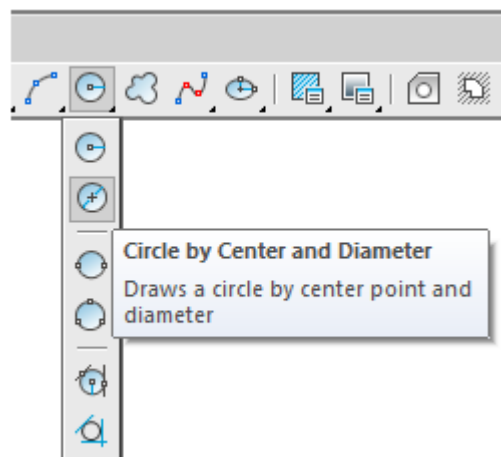 Circle by Center and Diameter
Draws a circle by center point and
diameter